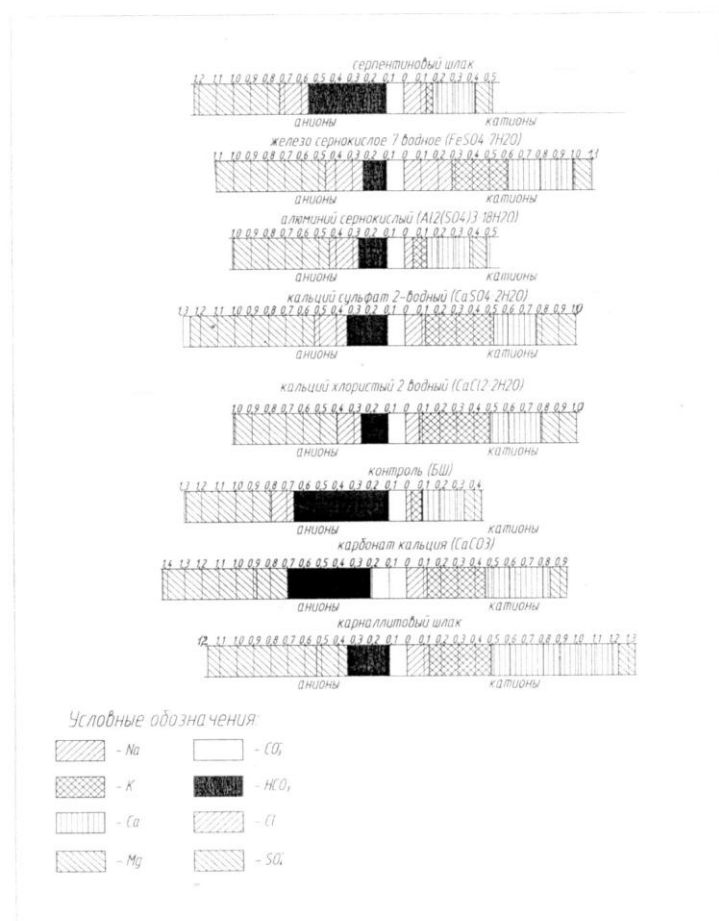 серпентиновый шлак
1.2 1.1 1.0 0.9 0.8 0.7 0.6 0.5 0.4 0.3 0.2 0.1 0 0.1 0.2 0.3 0.4 0.5
анионы катионы
железо сернокислое 7 водное (FeSO4 7H2O)
1.1 1.0 0.9 0.8 0.7 0.6 0.5 0.4 0.3 0.2 0.1 0 0.1 0.2 0.3 0.4 0.5 0.6 0.7 0.8 0.9 1.0 1.1
анионы катионы
алюминий сернокислый (Al2(SO4)3 18H2O)
1.0 0.9 0.8 0.7 0.6 0.5 0.4 0.3 0.2 0.1 0 0.1 0.2 0.3 0.4 0.5
анионы катионы
кальций сульфат 2-водный (CaSO4 2H2O)
1.3 1.2 1.1 1.0 0.9 0.8 0.7 0.6 0.5 0.4 0.3 0.2 0.1 0 0.1 0.2 0.3 0.4 0.5 0.6 0.7 0.8 0.9 1.0
анионы катионы
кальций хлористый 2 водный (CaCl2 2H2O)
1.0 0.9 0.8 0.7 0.6 0.5 0.4 0.3 0.2 0.1 0 0.1 0.2 0.3 0.4 0.5 0.6 0.7 0.8 0.9 1.0
анионы катионы
контроль (БШ)
1.3 1.2 1.1 1.0 0.9 0.8 0.7 0.6 0.5 0.4 0.3 0.2 0.1 0 0.1 0.2 0.3 0.4
анионы катионы
карбонат кальция (CaCO3)
1.4 1.3 1.2 1.1 1.0 0.9 0.8 0.7 0.6 0.5 0.4 0.3 0.2 0.1 0 0.1 0.2 0.3 0.4 0.5 0.6 0.7 0.8 0.9
анионы катионы
карналлитовый шлак
1.2 1.1 1.0 0.9 0.8 0.7 0.6 0.5 0.4 0.3 0.2 0.1 0 0.1 0.2 0.3 0.4 0.5 0.6 0.7 0.8 0.9 1.0 1.1 1.2 1.3
анионы катионы
Условные обозначения:
- Na - CO3
- K - HCO3
- Ca - Cl
- Mg - SO4